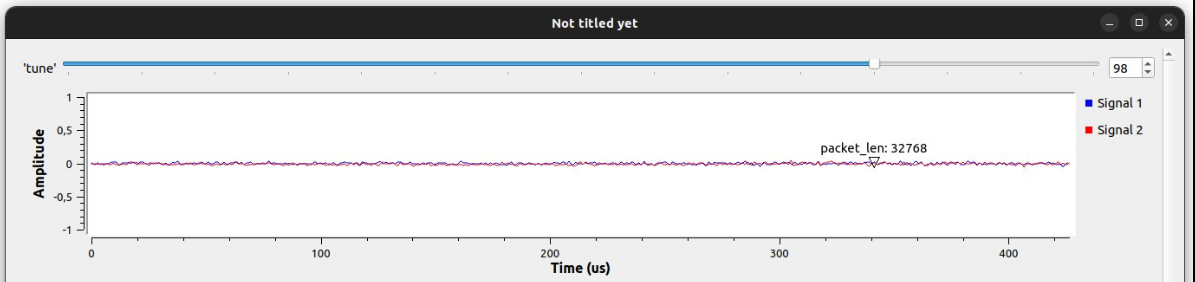 Not titled yet
'tune'
98
1
0,5
0
-0,5
-1
Amplitude
packet_len: 32768
Signal 1
Signal 2
0 100 200 300 400
Time (us)